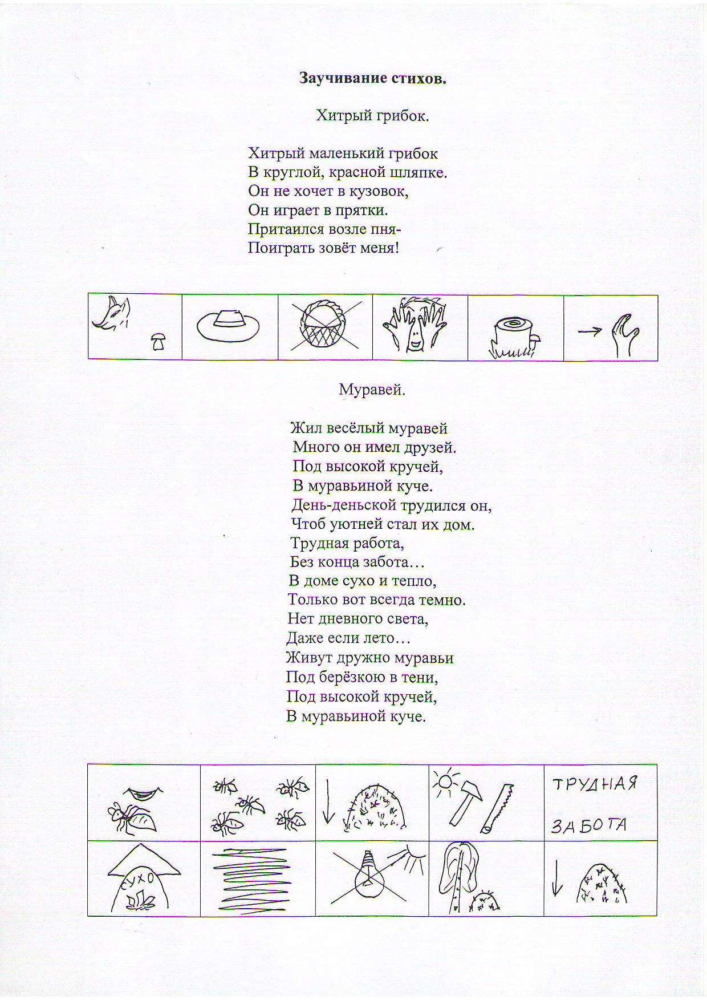 Заучивание стихов.
Хитрый грибок.
Хитрый маленький грибок
В круглой, красной шляпке.
Он не хочет в кузовок,
Он играет в прятки.
Притаился возле пня-
Поиграть зовёт меня!
Муравей.
Жил весёлый муравей
Много он имел друзей.
Под высокой кручей,
В муравьиной куче.
День-деньской трудился он,
Чтоб уютней стал их дом.
Трудная работа,
Без конца забота…
В доме сухо и тепло,
Только вот всегда темно.
Нет дневного света,
Даже если лето…
Живут дружно муравьи
Под берёзкою в тени,
Под высокой кручей,
В муравьиной куче.
ТРУДНАЯ
ЗАБОТА
СУХО